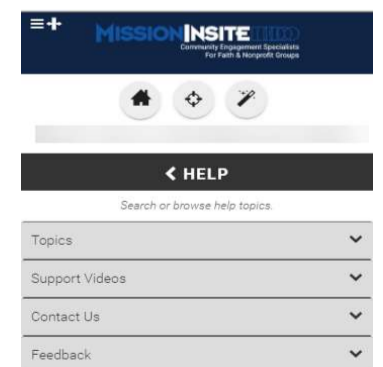 MISSIONINSITE
Community Engagement Specialists
For Faith & Nonprofit Groups
HELP
Search or browse help topics.
Topics
Support Videos
Contact Us
Feedback